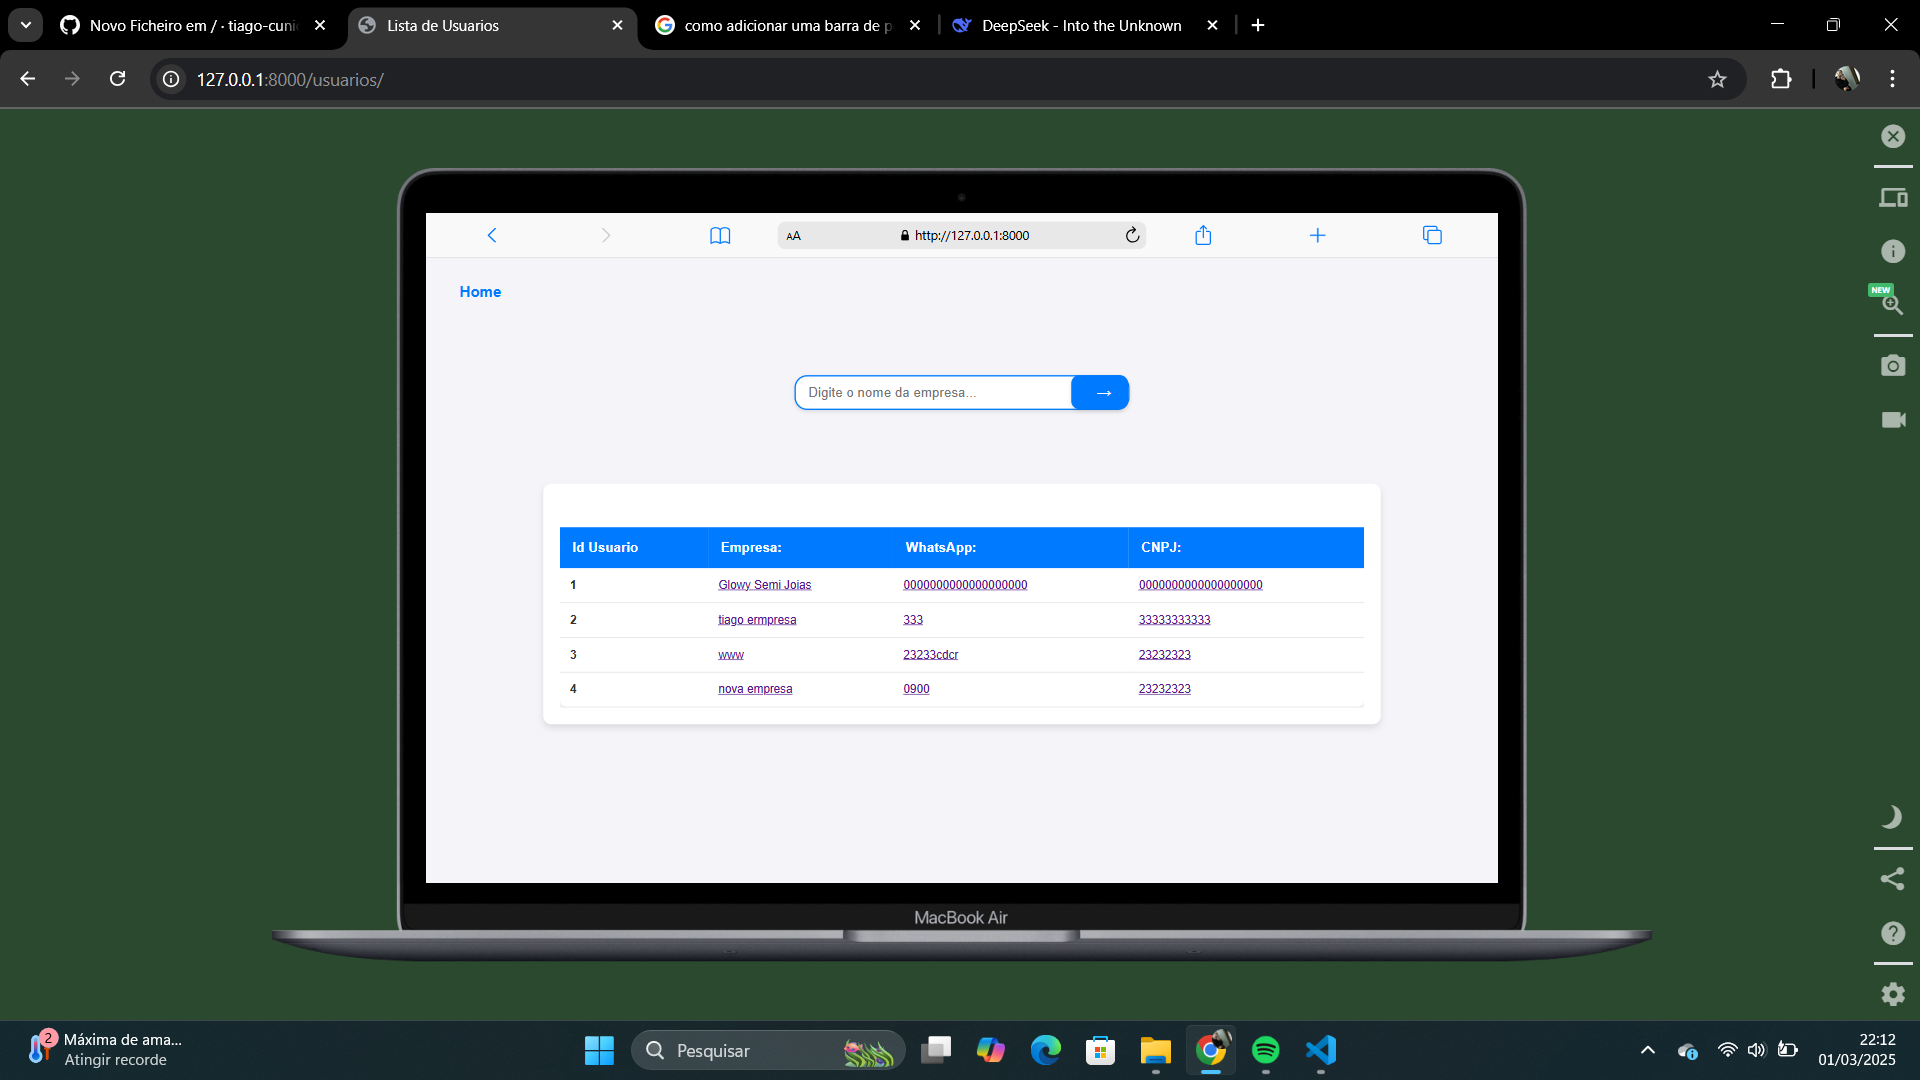 Novo Ficheiro em / · tiago-cuni
Lista de Usuarios
como adicionar uma barra de p
DeepSeek - Into the Unknown
127.0.0.1:8000/usuarios/
AA
http://127.0.0.1:8000
NEW
Home
Digite o nome da empresa...
→
Id Usuario Empresa: WhatsApp: CNPJ:
1 Glowy Semi Joias 0000000000000000000 0000000000000000000
2 tiago ermpresa 333 33333333333
3 www 23233cdcr 23232323
4 nova empresa 0900 23232323
MacBook Air
2
Máxima de ama...
Atingir recorde
Pesquisar
22:12
01/03/2025